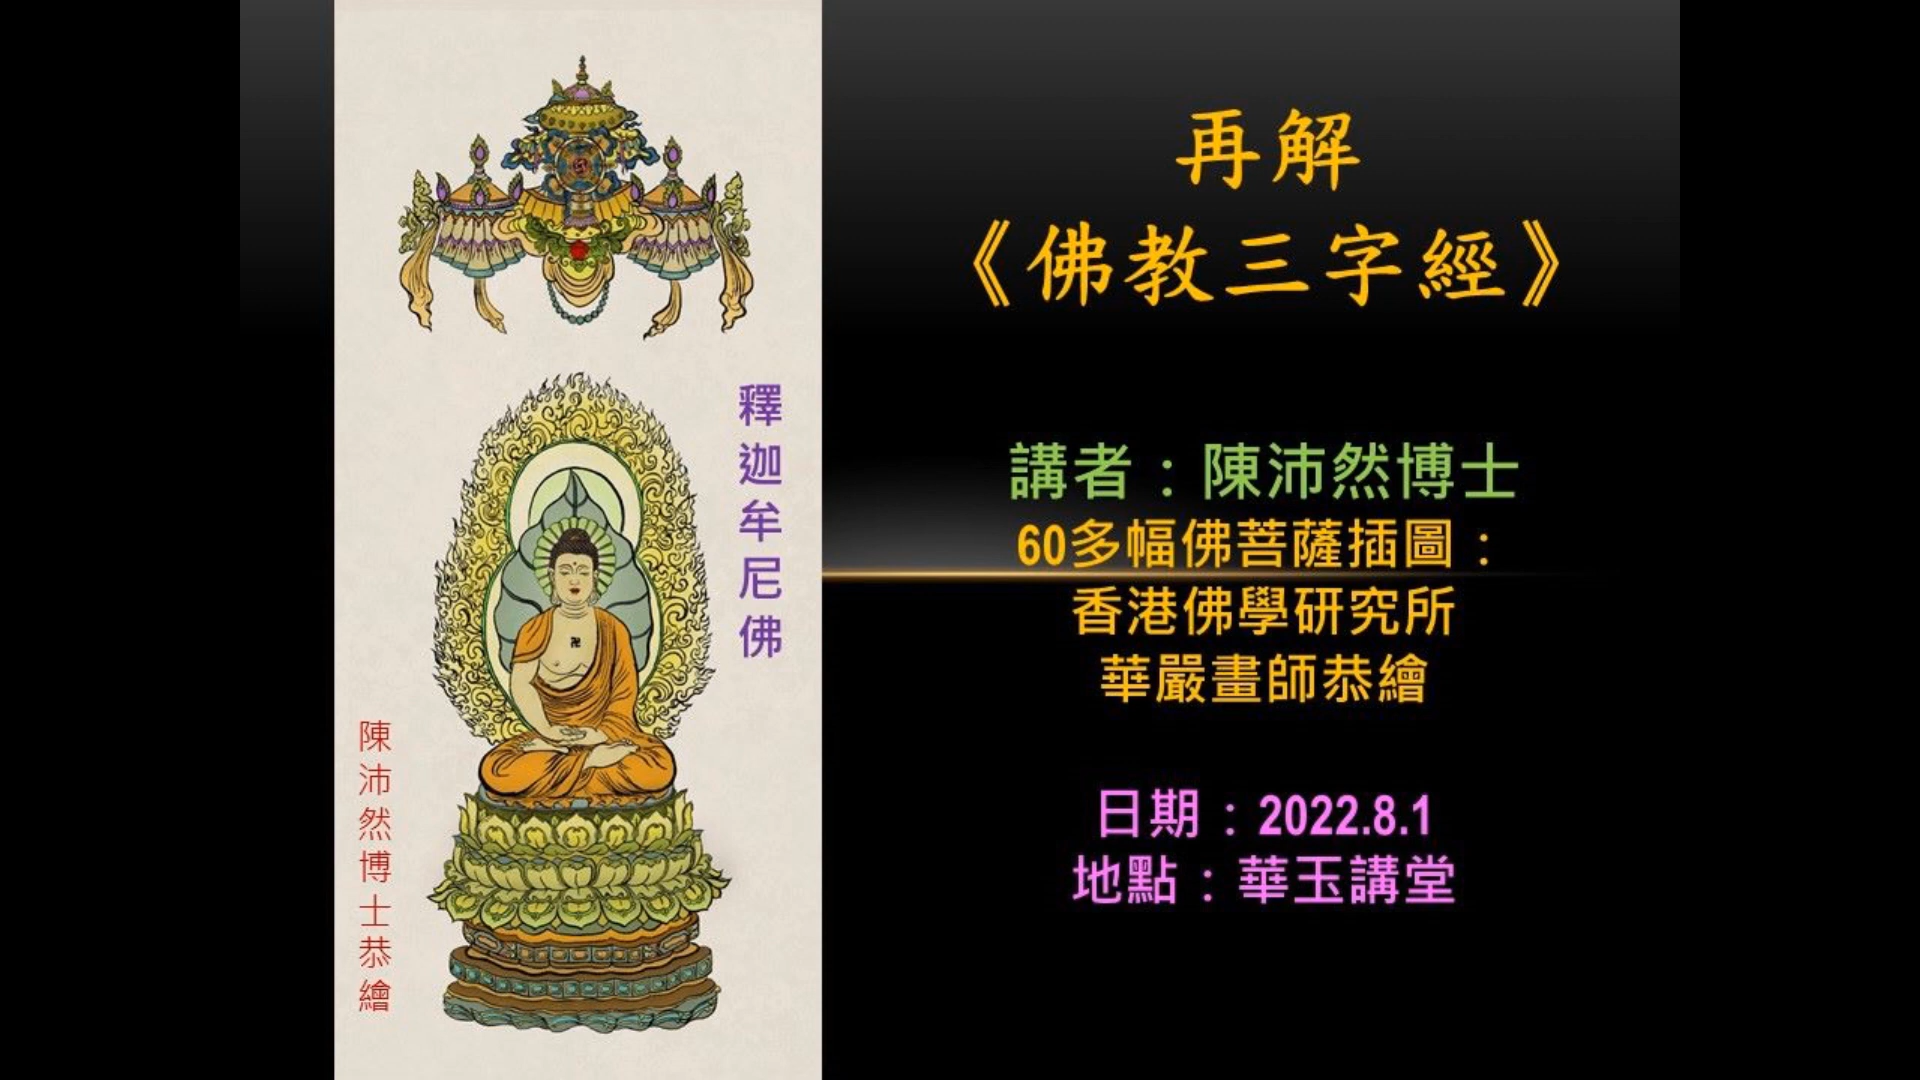 再解
《佛教三字經》
講者：陳沛然博士
60多幅佛菩薩插圖：
香港佛學研究所
華嚴畫師恭繪
日期：2022.8.1
地點：華玉講堂
釋迦牟尼佛
陳沛然博士恭繪